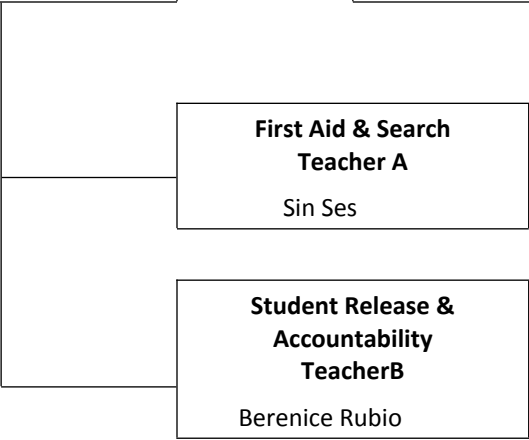 First Aid & Search
Teacher A
Sin Ses
Student Release &
Accountability
TeacherB
Berenice Rubio